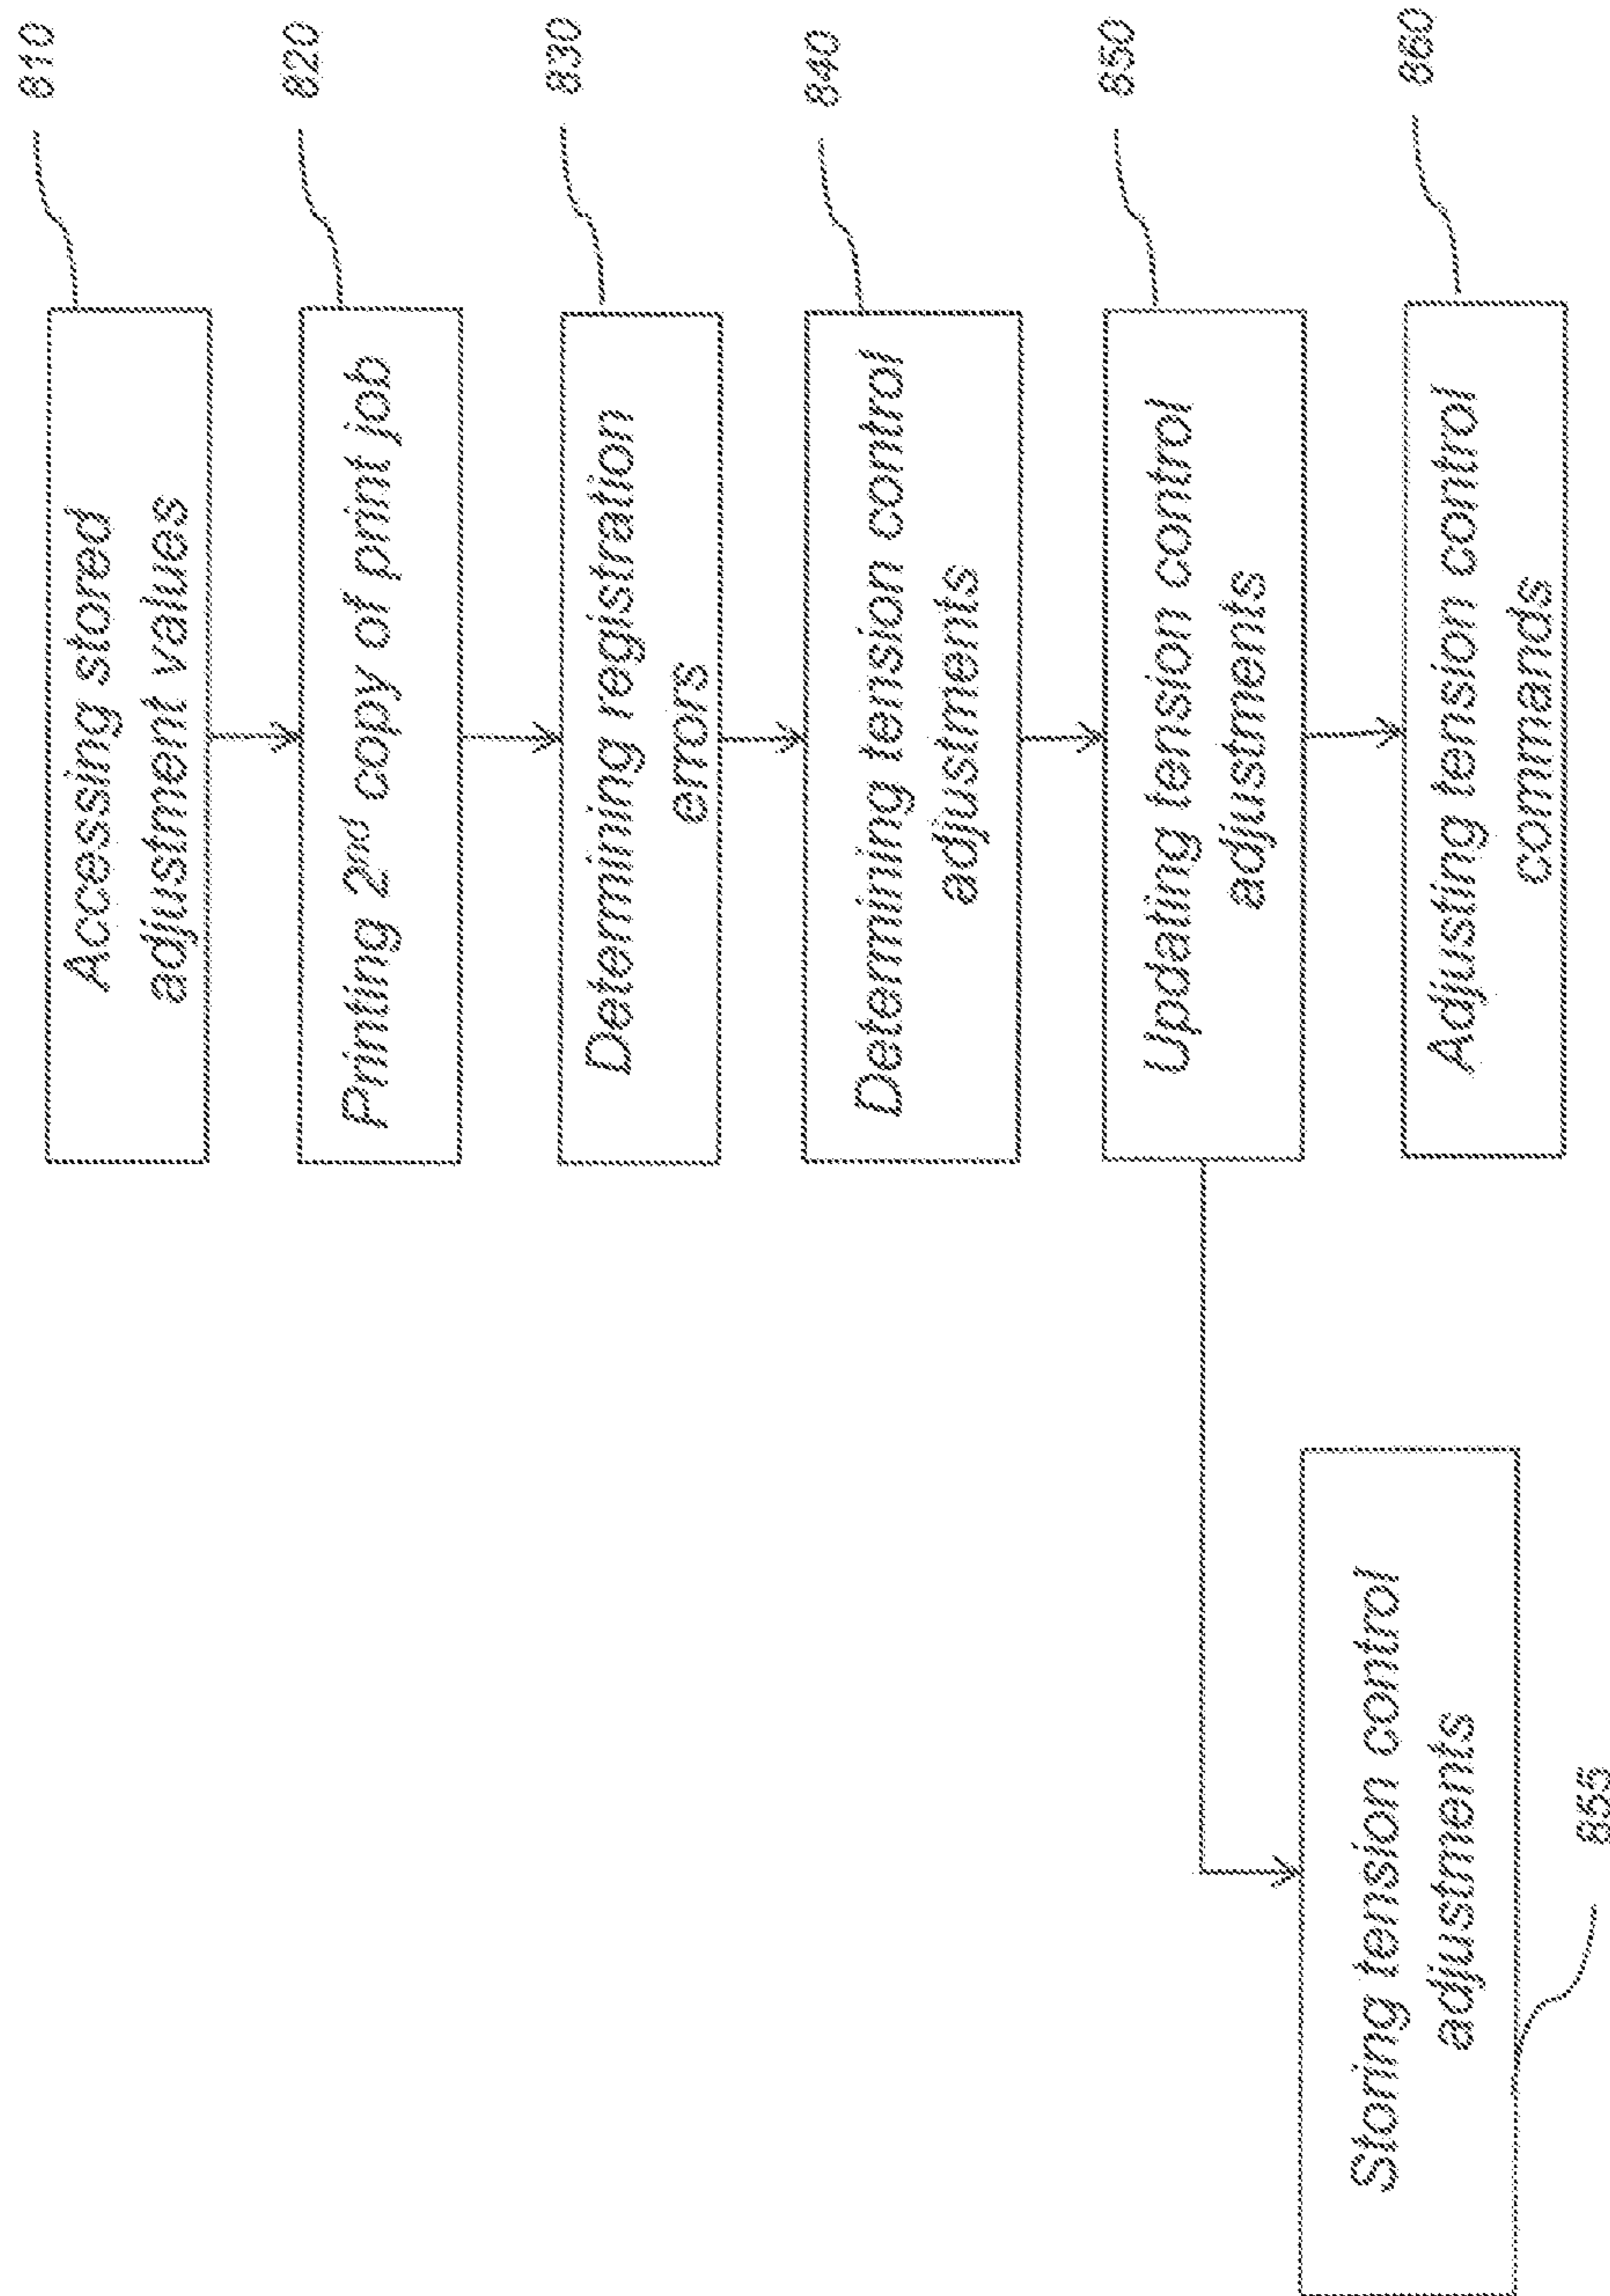 810
Accessing stored
adjustment values
820
Printing 2nd copy of print job
830
Determining registration
errors
840
Determining tension control
adjustments
850
Updating tension control
adjustments
860
Adjusting tension control
commands
Storing tension control
adjustments
855